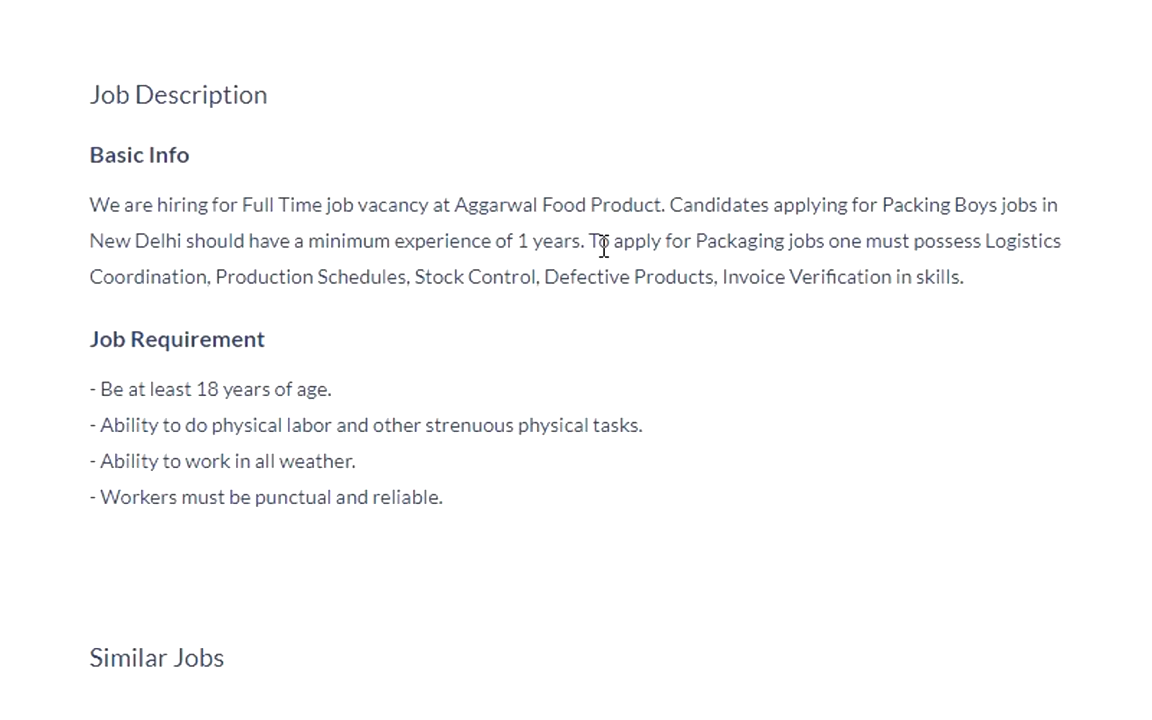 Job Description
Basic Info
We are hiring for Full Time job vacancy at Aggarwal Food Product. Candidates applying for Packing Boys jobs in
New Delhi should have a minimum experience of 1 years. To apply for Packaging jobs one must possess Logistics
Coordination, Production Schedules, Stock Control, Defective Products, Invoice Verification in skills.
Job Requirement
- Be at least 18 years of age.
- Ability to do physical labor and other strenuous physical tasks.
- Ability to work in all weather.
- Workers must be punctual and reliable.
Similar Jobs